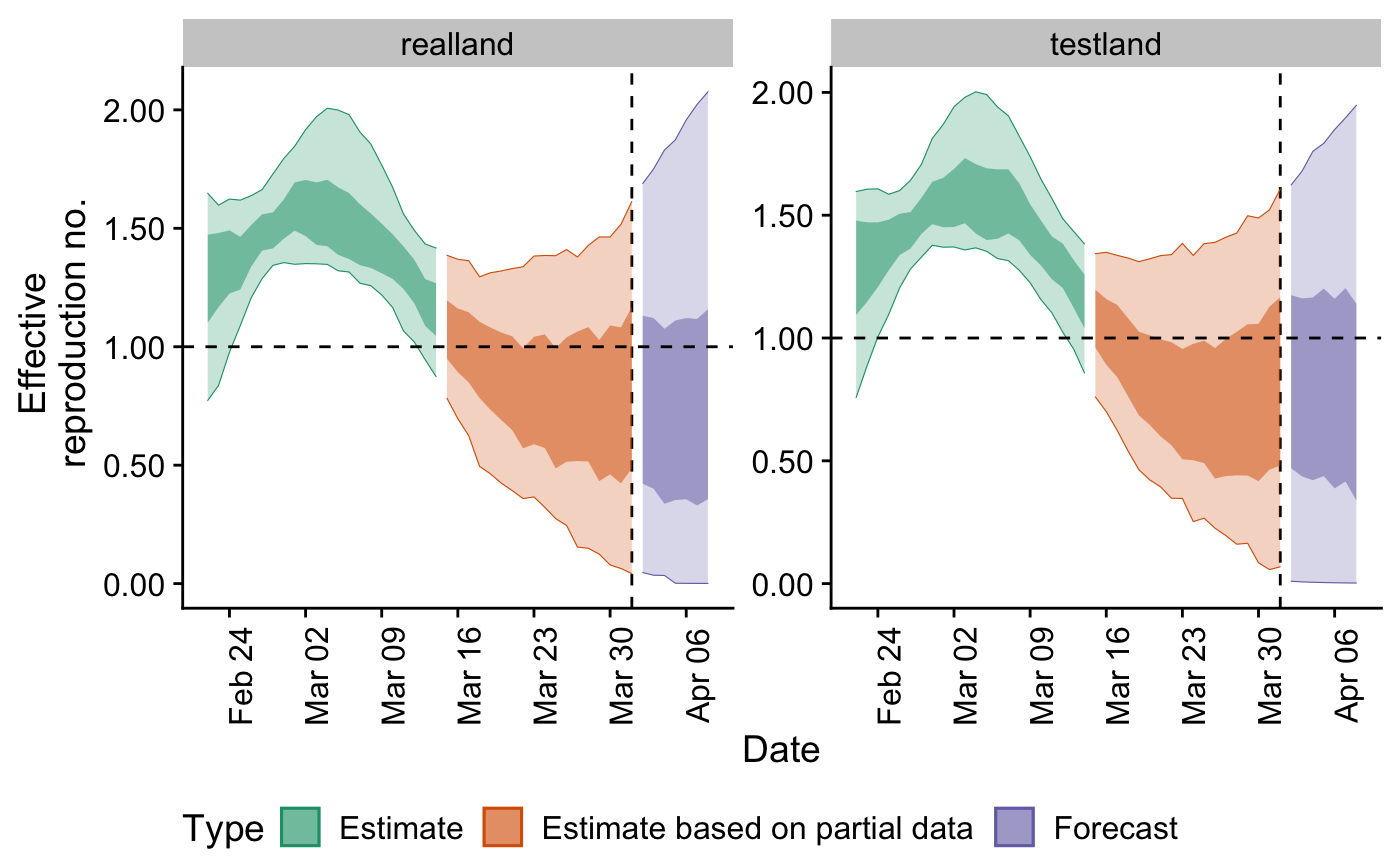 realland
testland
Effective
reproduction no.
2.00
1.50
1.00
0.50
0.00
2.00
1.50
1.00
0.50
0.00
Feb 24
Mar 02
Mar 09
Mar 16
Mar 23
Mar 30
Apr 06
Feb 24
Mar 02
Mar 09
Mar 16
Mar 23
Mar 30
Apr 06
Date
Type Estimate Estimate based on partial data Forecast